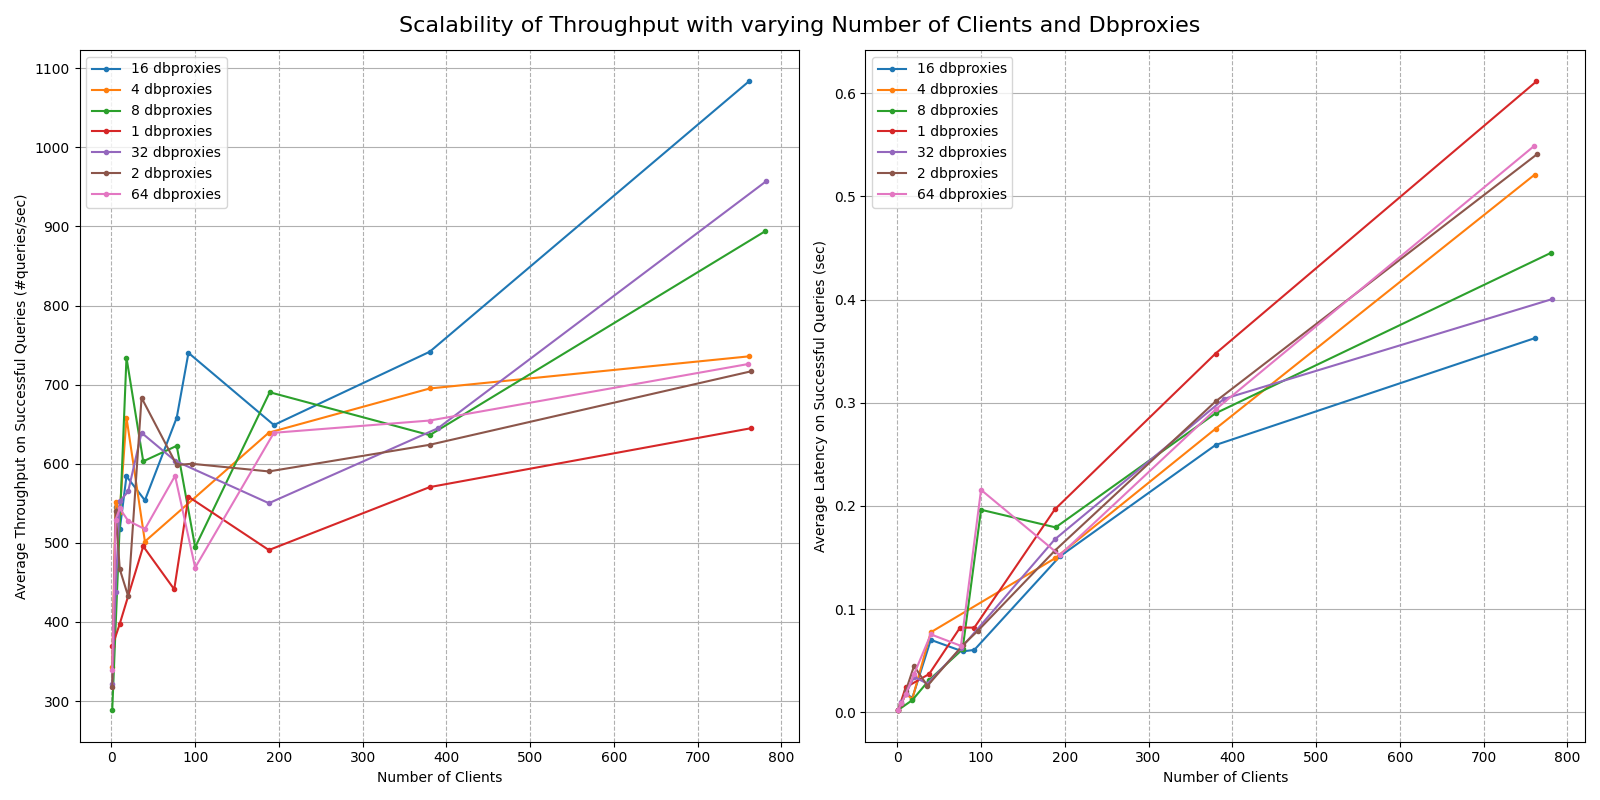 Scalability of Throughput with varying Number of Clients and Dbproxies
16 dbproxies
4 dbproxies
8 dbproxies
1 dbproxies
32 dbproxies
2 dbproxies
64 dbproxies
1100
1000
900
800
700
600
500
400
300
Average Throughput on Successful Queries (#queries/sec)
0 100 200 300 400 500 600 700 800
Number of Clients
16 dbproxies
4 dbproxies
8 dbproxies
1 dbproxies
32 dbproxies
2 dbproxies
64 dbproxies
0.6
0.5
0.4
0.3
0.2
0.1
0.0
Average Latency on Successful Queries (sec)
0 100 200 300 400 500 600 700 800
Number of Clients